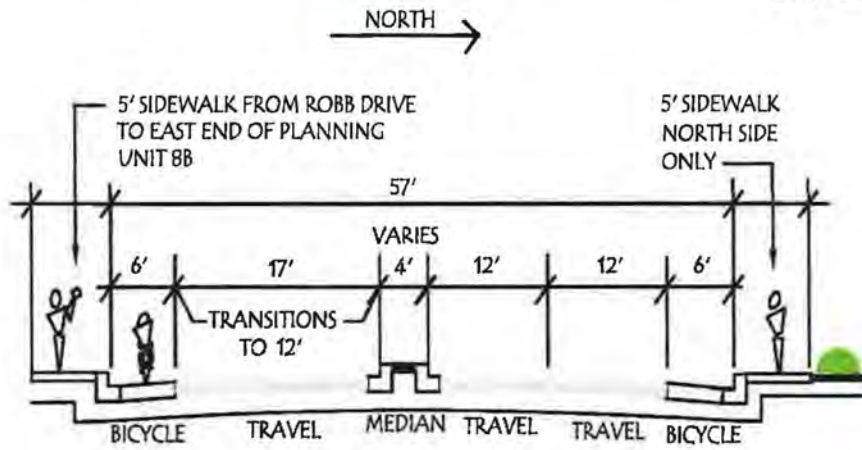 NORTH
5' SIDEWALK FROM ROBB DRIVE
TO EAST END OF PLANNING
UNIT 8B
5' SIDEWALK
NORTH SIDE
ONLY
57'
VARIES
6'
17'
4'
12'
12'
6'
TRANSITIONS
TO 12'
BICYCLE
TRAVEL
MEDIAN
TRAVEL
TRAVEL
BICYCLE